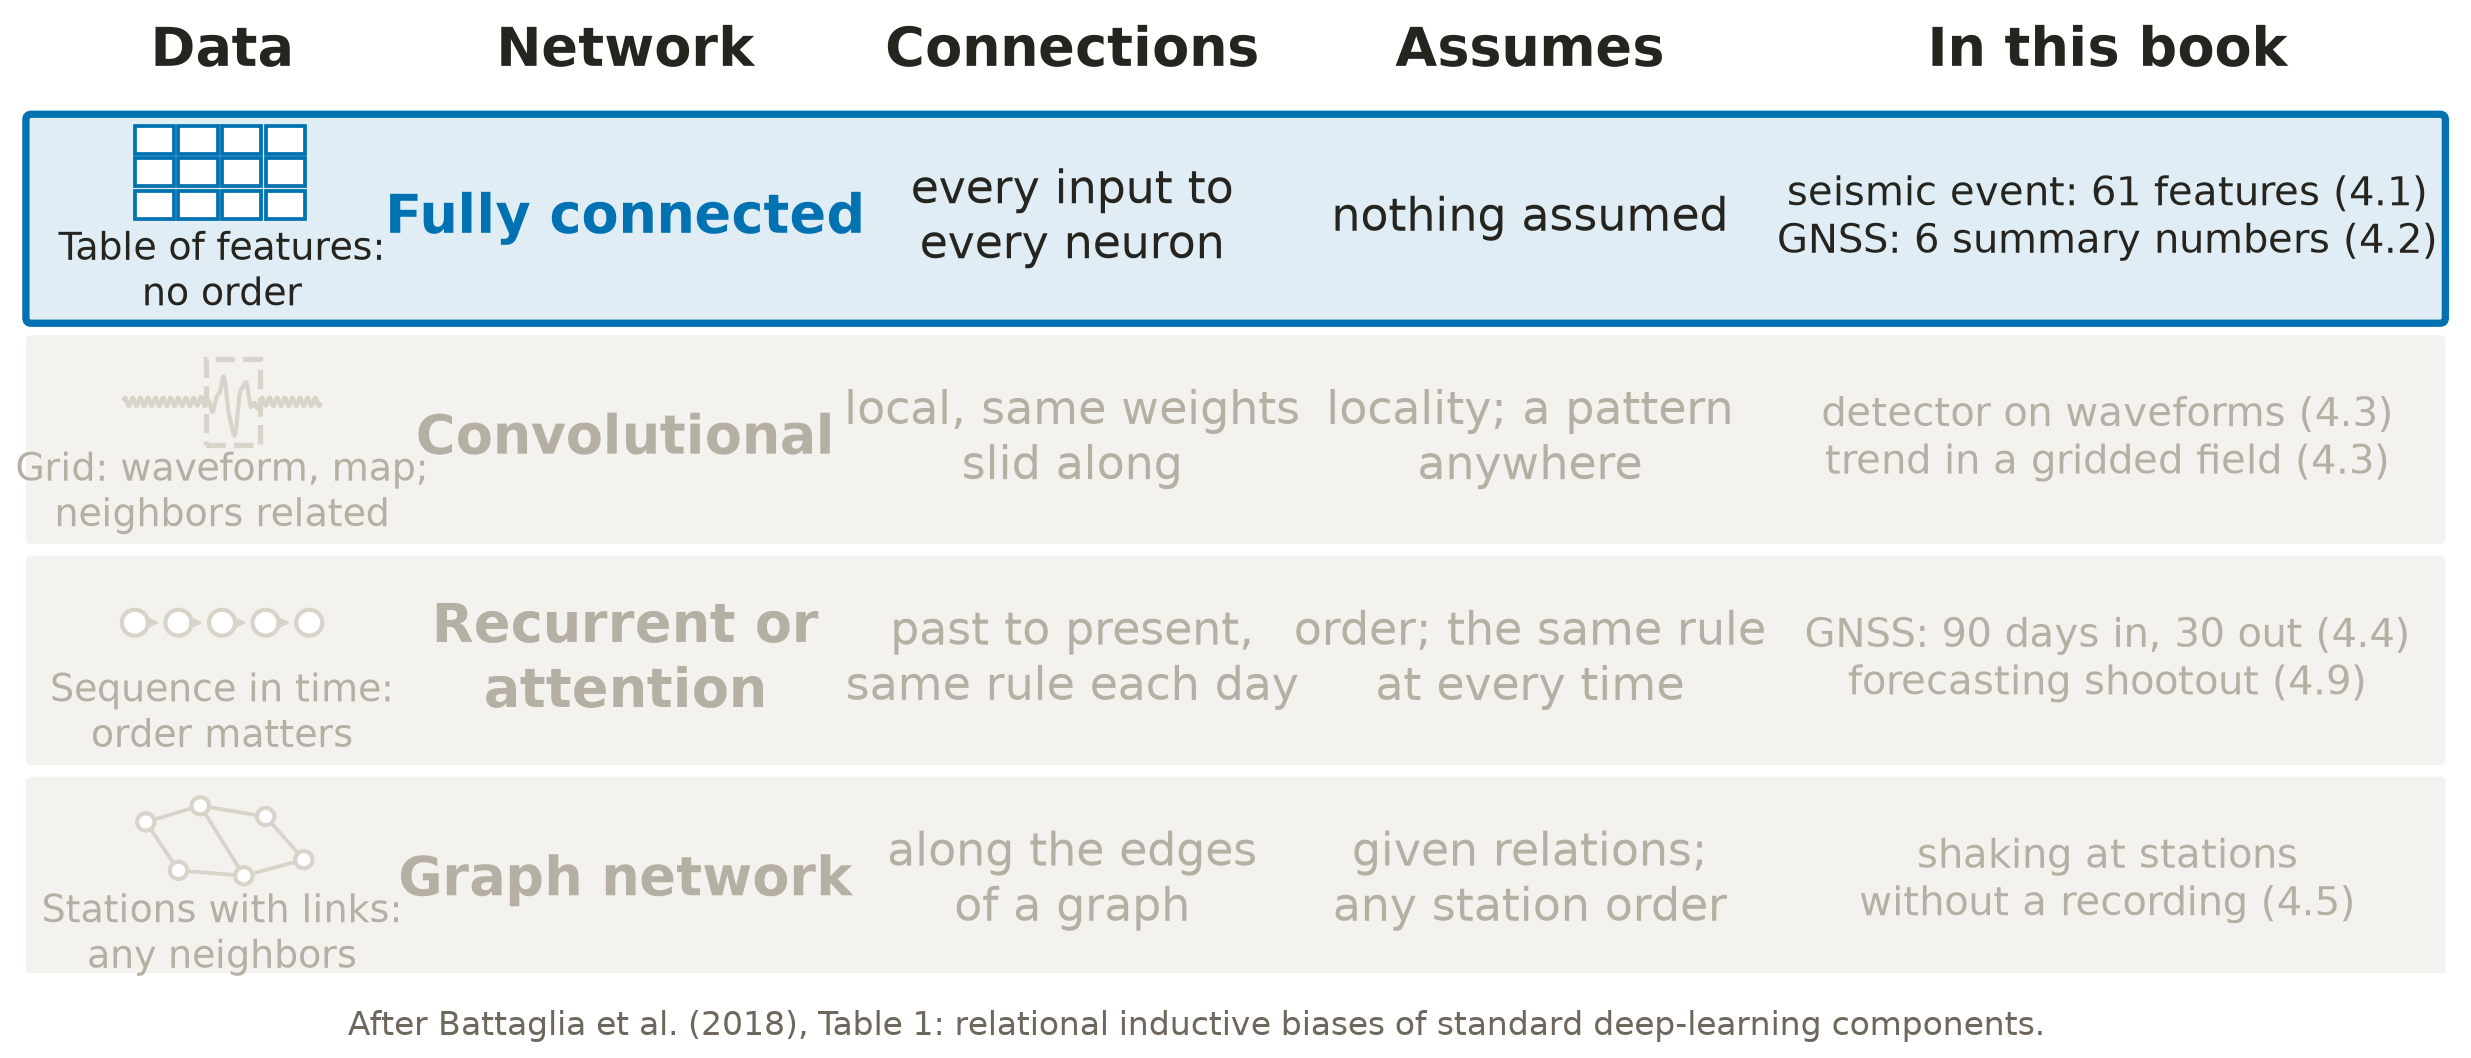 Data Network Connections Assumes In this book
Table of features:
no order
Fully connected
every input to
every neuron
nothing assumed
seismic event: 61 features (4.1)
GNSS: 6 summary numbers (4.2)
Grid: waveform, map;
neighbors related
Convolutional
local, same weights
slid along
locality; a pattern
anywhere
detector on waveforms (4.3)
trend in a gridded field (4.3)
Sequence in time:
order matters
Recurrent or
attention
past to present,
same rule each day
order; the same rule
at every time
GNSS: 90 days in, 30 out (4.4)
forecasting shootout (4.9)
Stations with links:
any neighbors
Graph network
along the edges
of a graph
given relations;
any station order
shaking at stations
without a recording (4.5)
After Battaglia et al. (2018), Table 1: relational inductive biases of standard deep-learning components.